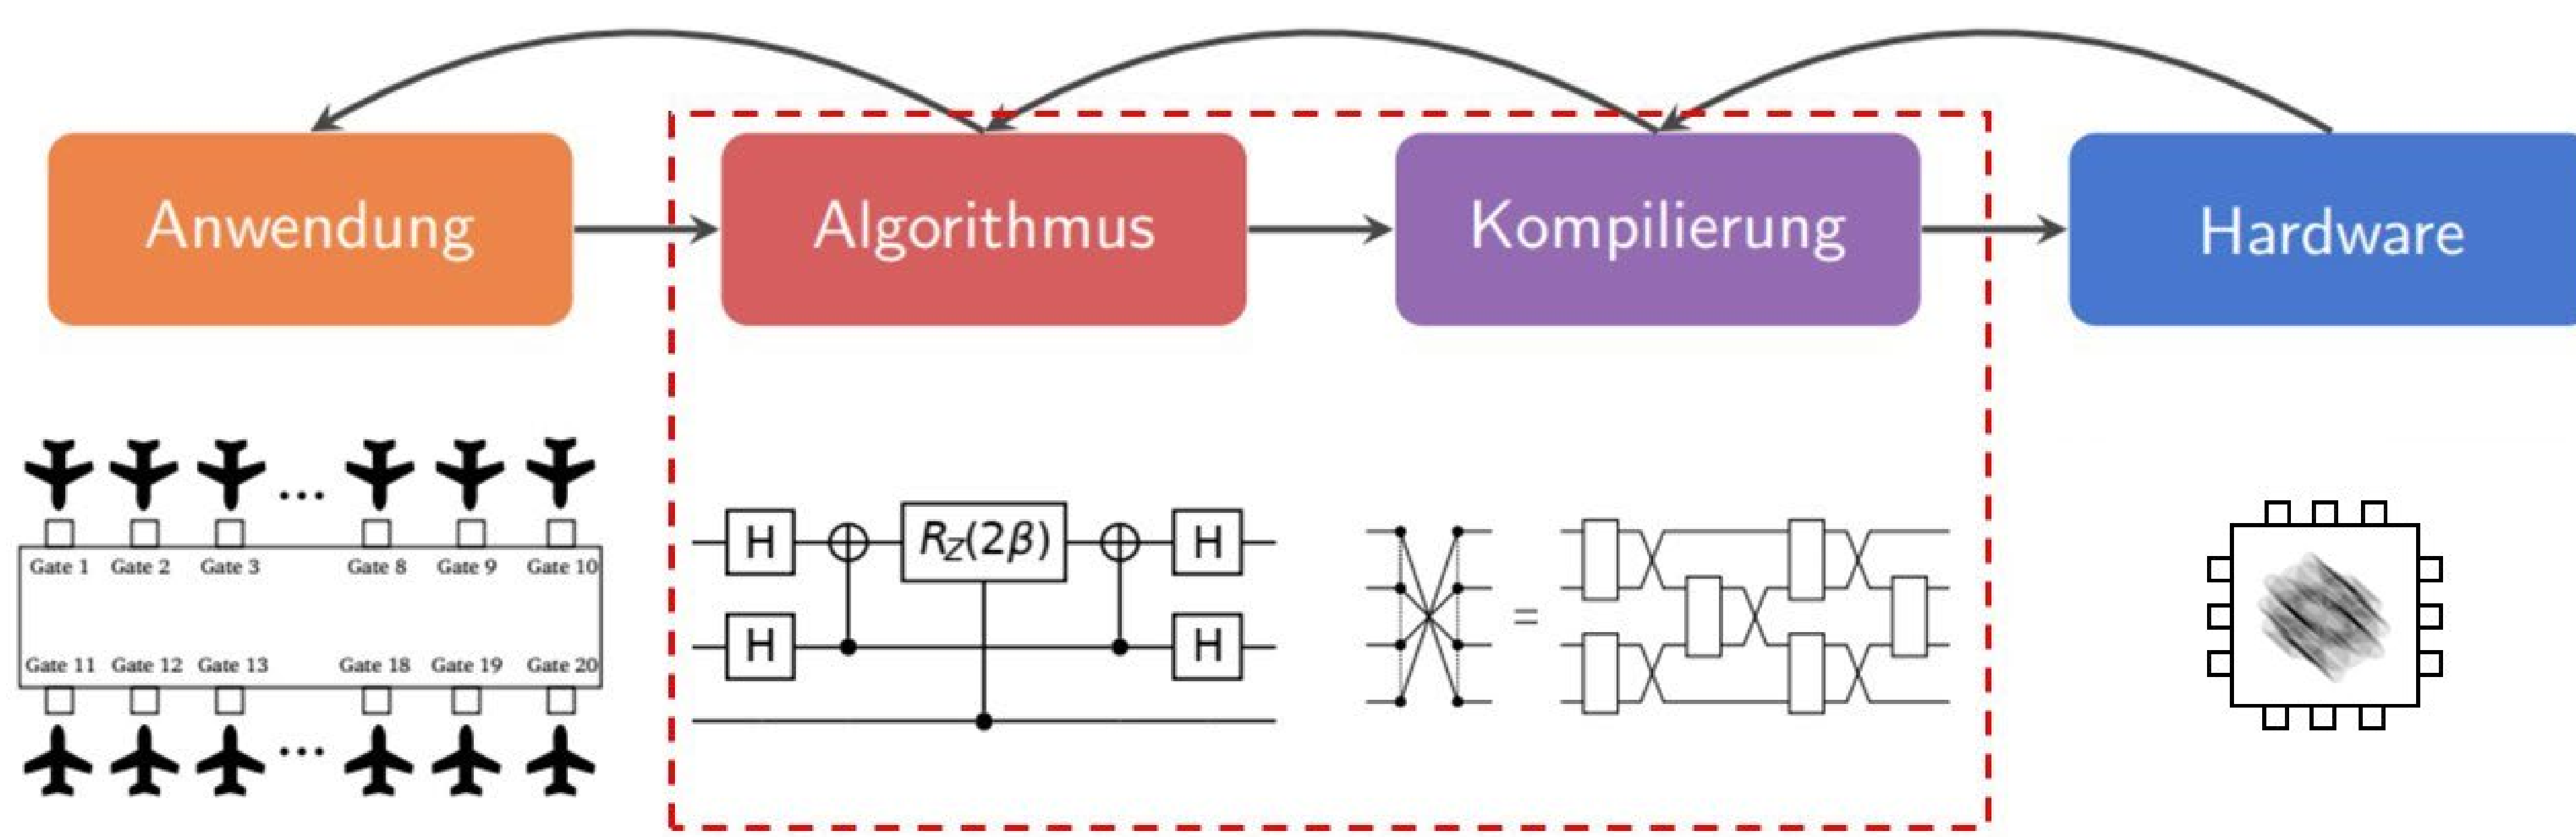 Anwendung
Algorithmus
Kompilierung
Hardware
...
Gate 1 Gate 2 Gate 3 Gate 8 Gate 9 Gate 10
Gate 11 Gate 12 Gate 13 Gate 18 Gate 19 Gate 20
...
H R_Z(2β) H
H H
=